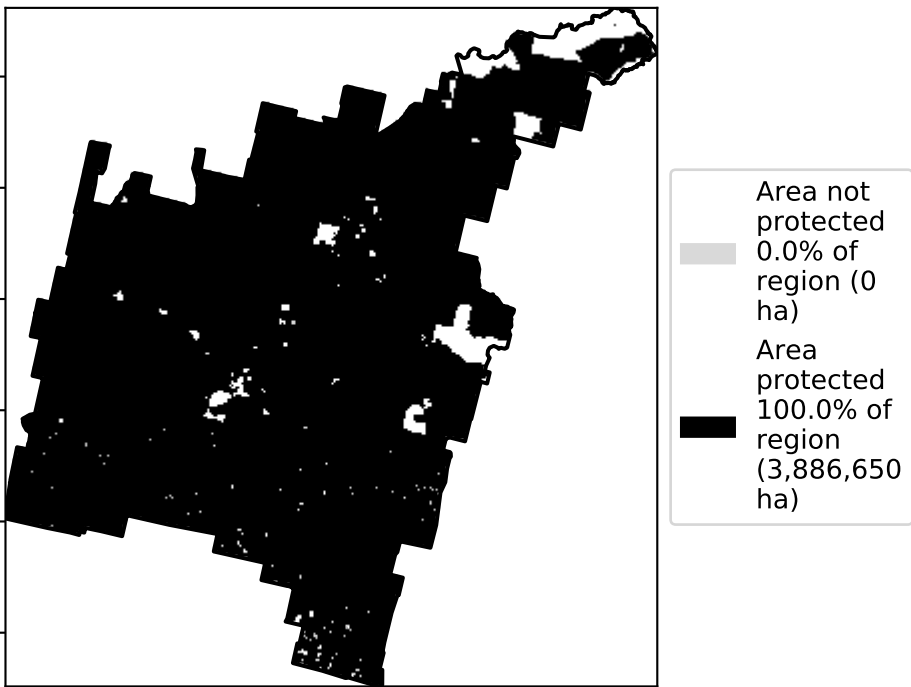 Area not
protected
0.0% of
region (0
ha)
Area
protected
100.0% of
region
(3,886,650
ha)